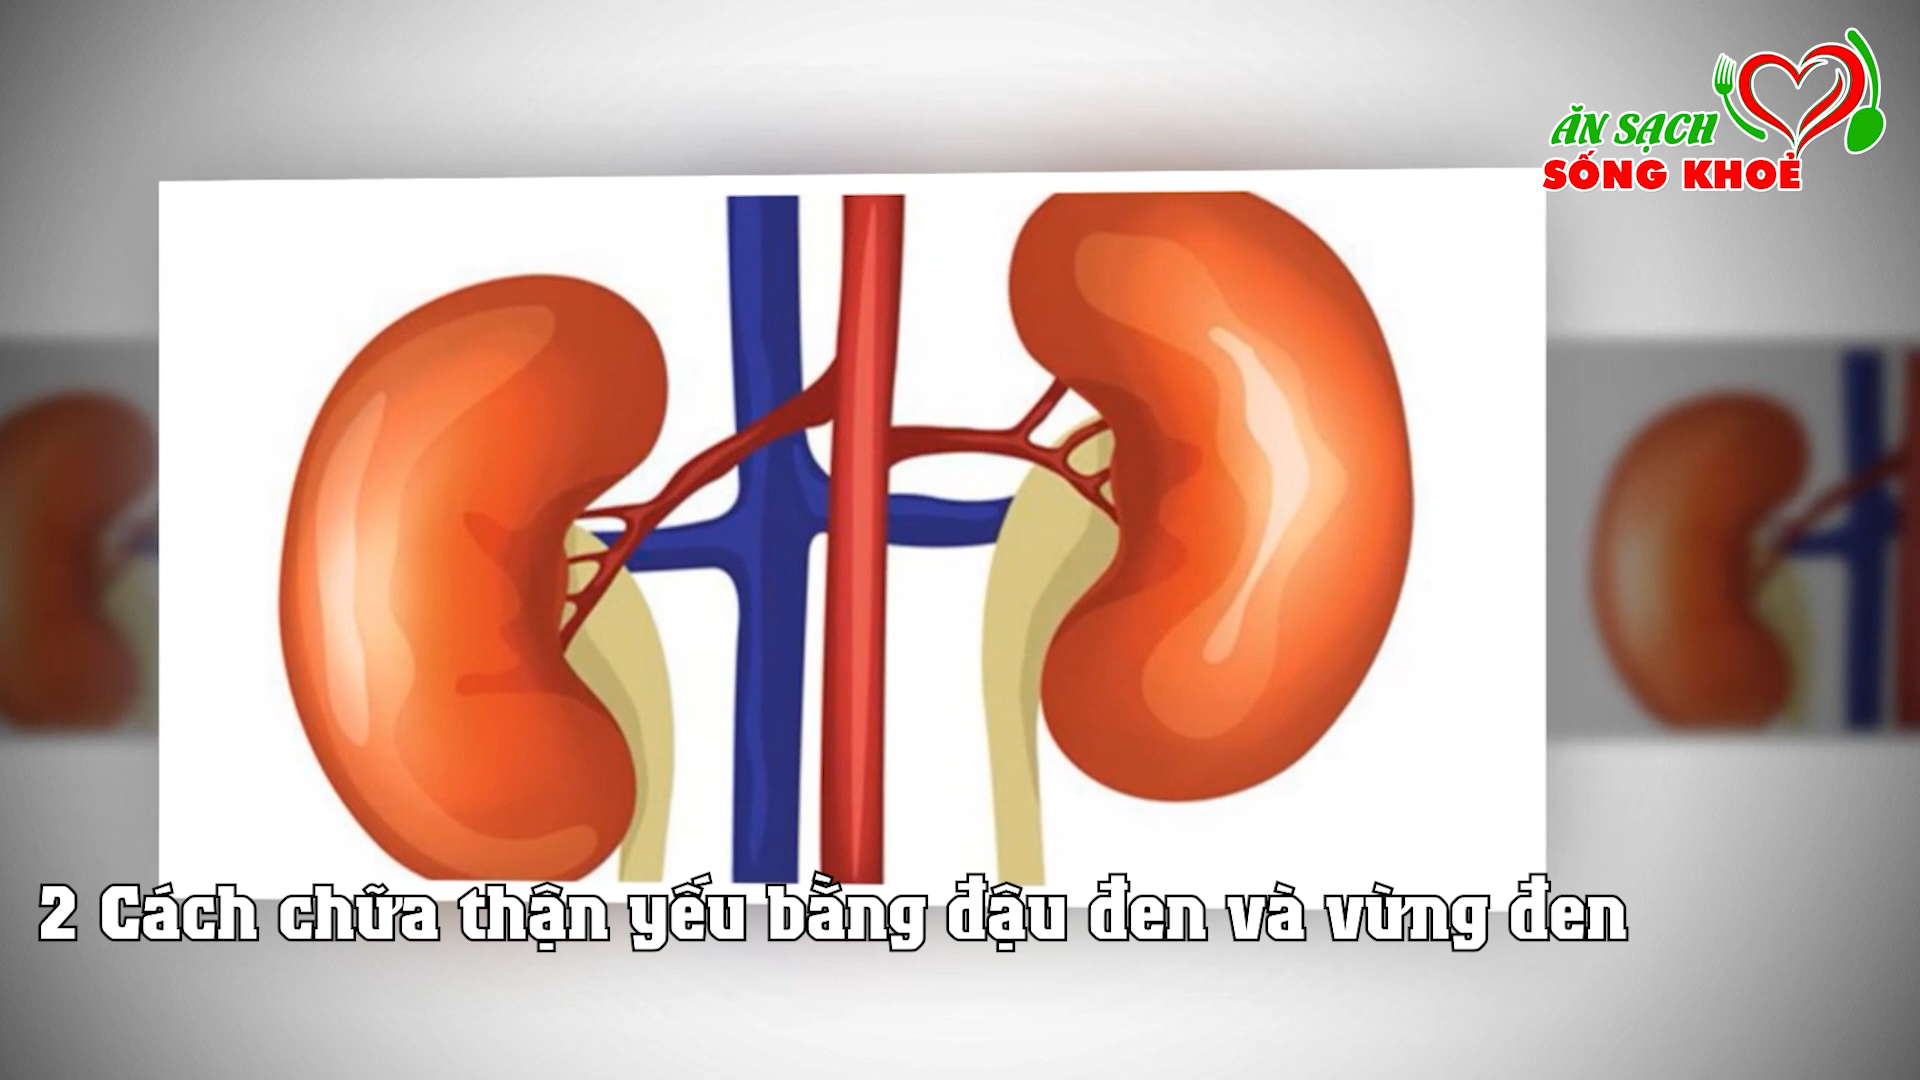 ĂN SẠCH
SỐNG KHOẺ
2 Cách chữa thận yếu bằng đậu đen và vừng đen